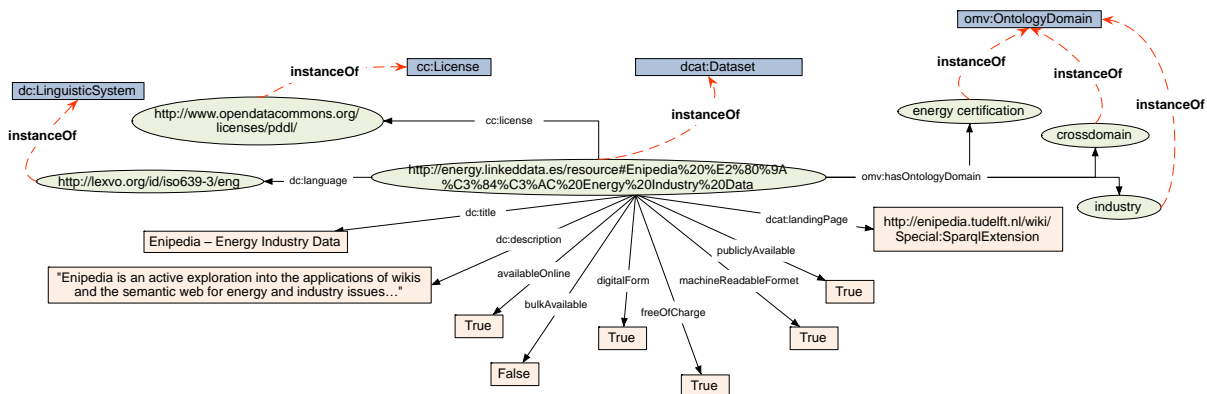 omv:OntologyDomain
cc:License
dcat:Dataset
instanceOf
dc:LinguisticSystem
instanceOf
instanceOf
instanceOf
instanceOf
instanceOf
http://www.opendatacommons.org/
licenses/pddl/
cc:license
energy certification
crossdomain
http://energy.linkeddata.es/resource#Enipedia%20%E2%80%9A
%C3%84%C3%AC%20Energy%20Industry%20Data
http://lexvo.org/id/iso639-3/eng
dc:language
omv:hasOntologyDomain
industry
dc:title
dcat:landingPage
http://enipedia.tudelft.nl/wiki/
Special:SparqlExtension
Enipedia – Energy Industry Data
dc:description
publiclyAvailable
"Enipedia is an active exploration into the applications of wikis
and the semantic web for energy and industry issues…"
availableOnline
digitalForm
machineReadableFormet
True
bulkAvailable
freeOfCharge
True
True
True
False
True